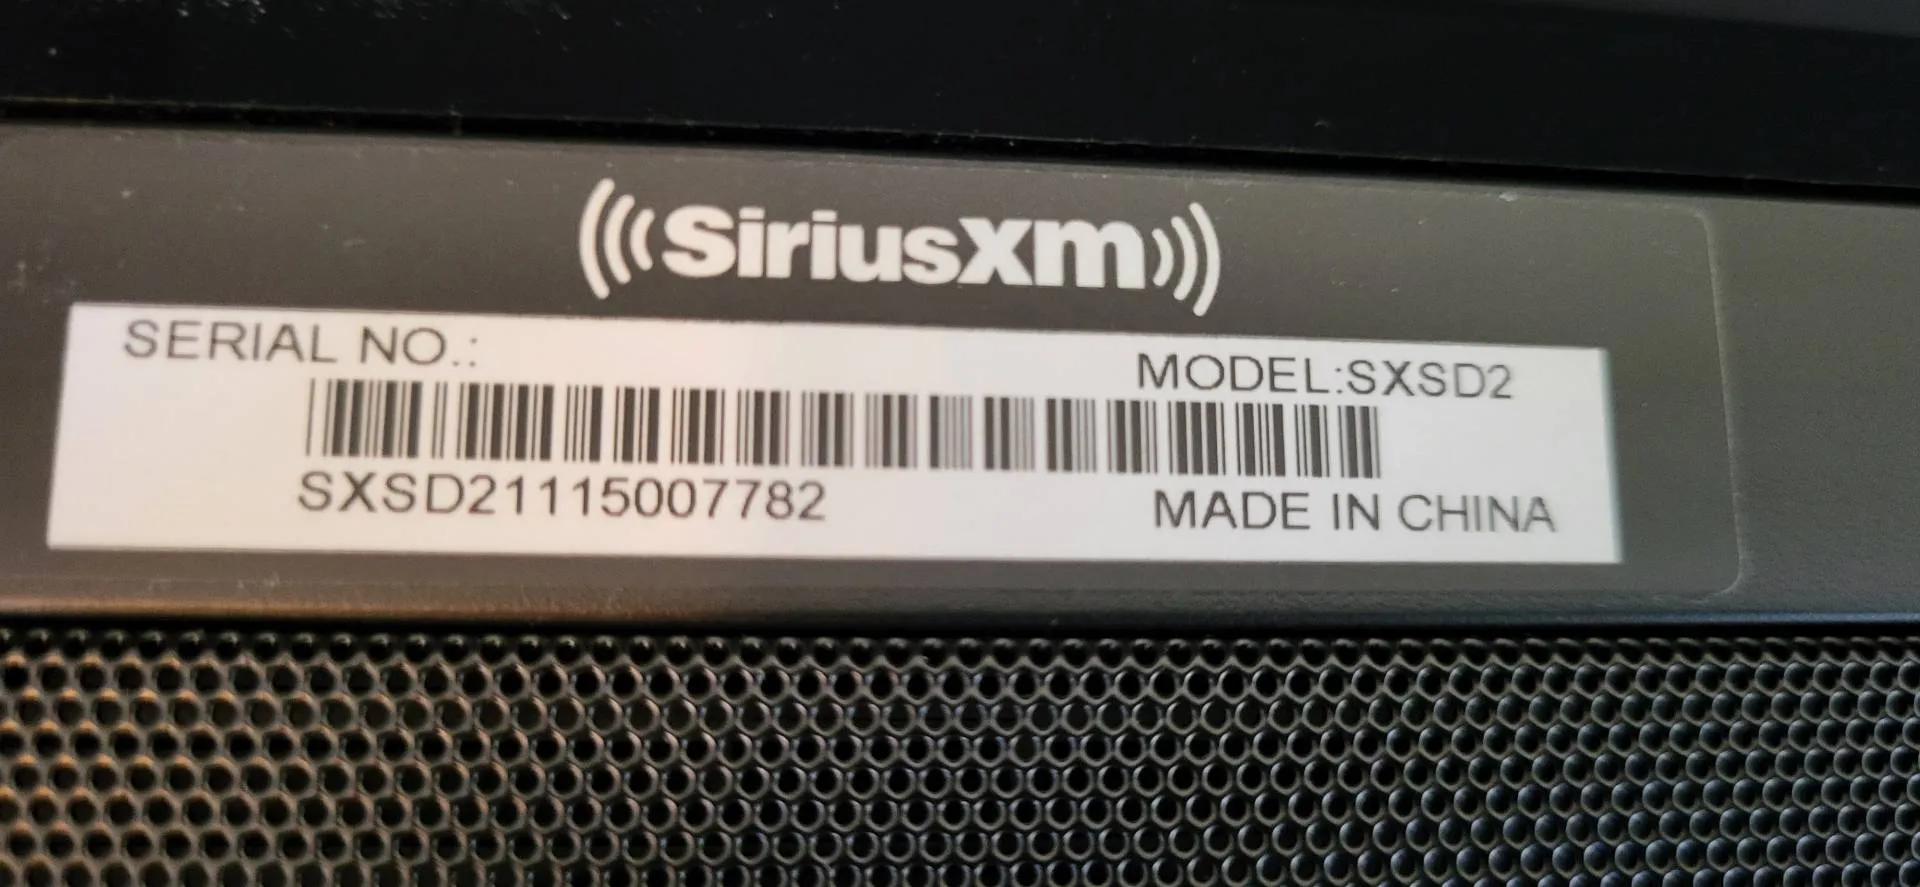 SiriusXm
SERIAL NO.:
MODEL:SXSD2
SXSD21115007782
MADE IN CHINA